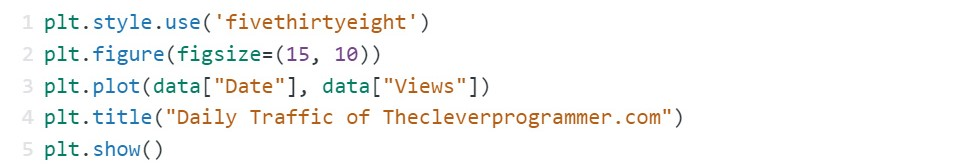 1 plt.style.use('fivethirtyeight')
2 plt.figure(figsize=(15, 10))
3 plt.plot(data["Date"], data["Views"])
4 plt.title("Daily Traffic of Thecleverprogrammer.com")
5 plt.show()